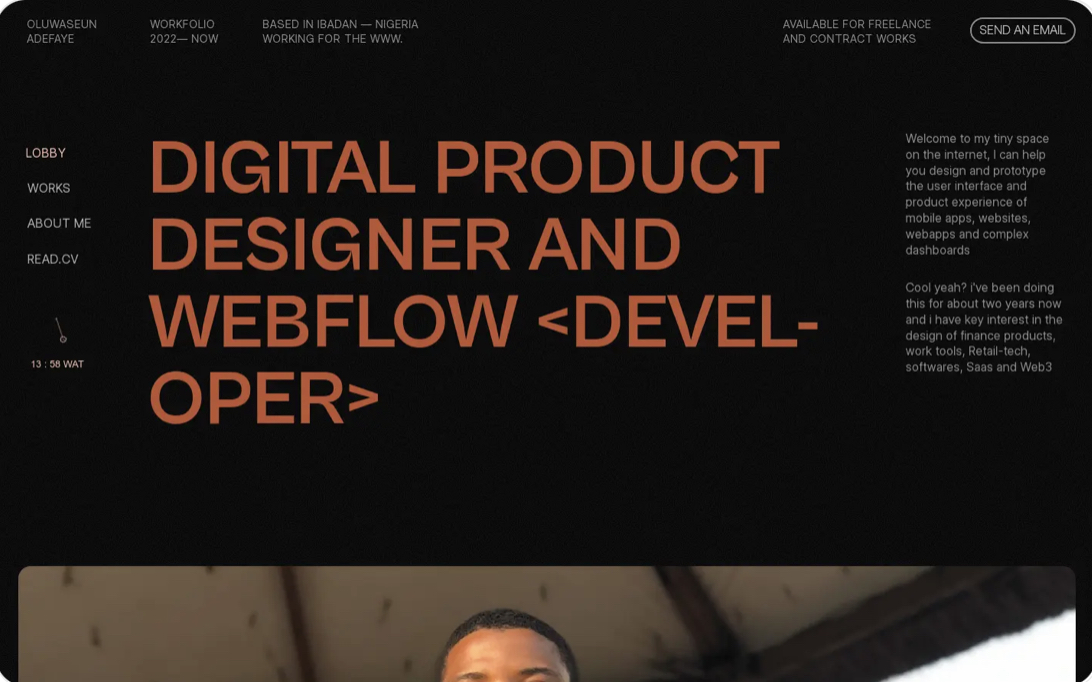 OLUWASEUN
ADEFAYE
WORKFOLIO
2022— NOW
BASED IN IBADAN — NIGERIA
WORKING FOR THE WWW.
AVAILABLE FOR FREELANCE
AND CONTRACT WORKS
SEND AN EMAIL
LOBBY
WORKS
ABOUT ME
READ.CV
13 : 58 WAT
DIGITAL PRODUCT
DESIGNER AND
WEBFLOW <DEVEL-
OPER>
Welcome to my tiny space
on the internet, I can help
you design and prototype
the user interface and
product experience of
mobile apps, websites,
webapps and complex
dashboards
Cool yeah? i've been doing
this for about two years now
and i have key interest in the
design of finance products,
work tools, Retail-tech,
softwares, Saas and Web3